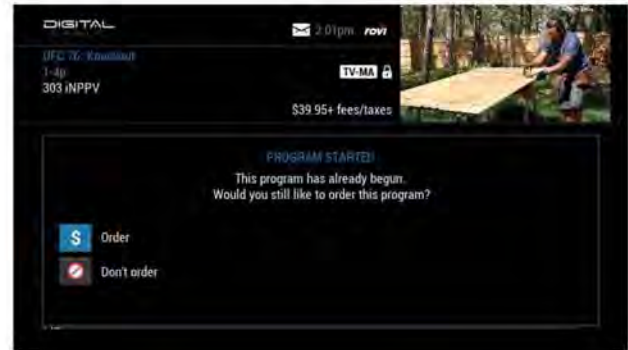 DIGITAL
2:01pm rovi
UFC 76: Knockout
1-4p
TV-MA
303 iNPPV
$39.95+ fees/taxes
PROGRAM STARTED
This program has already begun.
Would you still like to order this program?
$ Order
Don't order